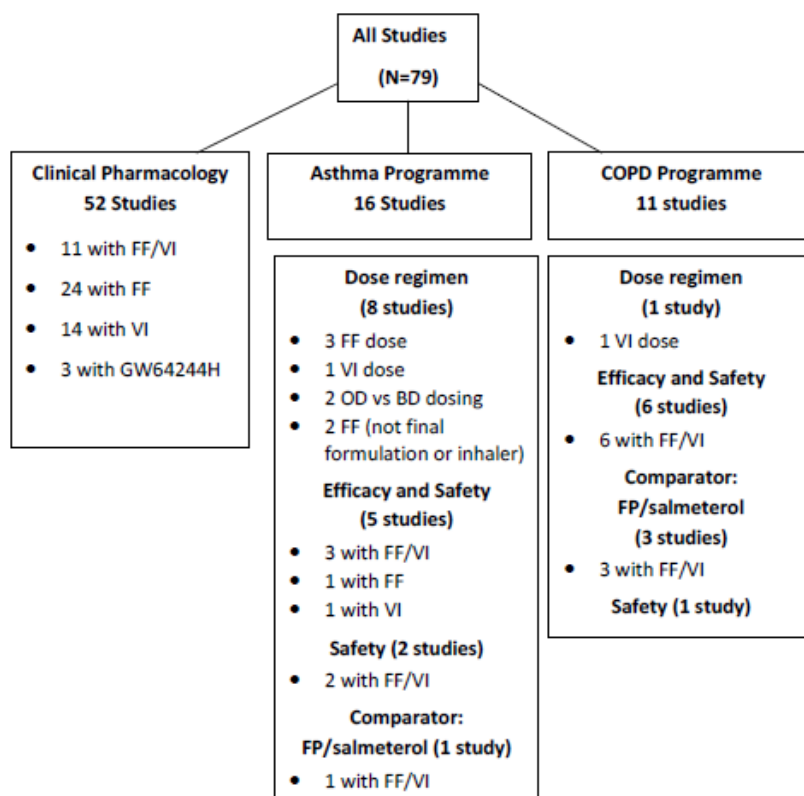 All Studies
(N=79)
Clinical Pharmacology
52 Studies
• 11 with FF/VI
• 24 with FF
• 14 with VI
• 3 with GW64244H
Asthma Programme
16 Studies
Dose regimen
(8 studies)
• 3 FF dose
• 1 VI dose
• 2 OD vs BD dosing
• 2 FF (not final
formulation or inhaler)
Efficacy and Safety
(5 studies)
• 3 with FF/VI
• 1 with FF
• 1 with VI
Safety (2 studies)
• 2 with FF/VI
Comparator:
FP/salmeterol (1 study)
• 1 with FF/VI
COPD Programme
11 studies
Dose regimen
(1 study)
• 1 VI dose
Efficacy and Safety
(6 studies)
• 6 with FF/VI
Comparator:
FP/salmeterol
(3 studies)
• 3 with FF/VI
Safety (1 study)